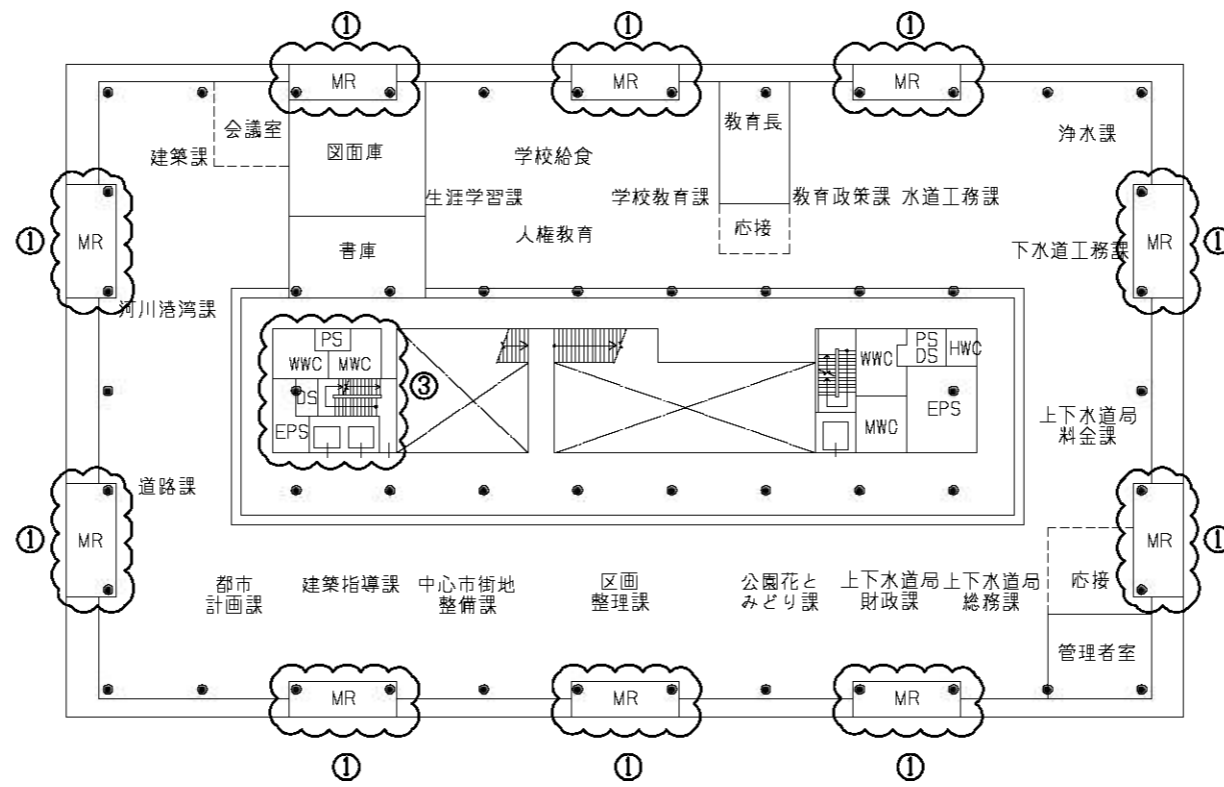 ① ① ①
MR MR MR
教育長
会議室
浄水課
建築課
図面庫
学校給食
生涯学習課
学校教育課
教育政策課
水道工務課
応接
人権教育
書庫
① MR
MR ①
下水道工務課
河川港湾課
PS
WWC MWC
DS
EPS
③
WWC
PS
DS
HWC
MWC
EPS
上下水道局
料金課
道路課
① MR
MR ①
都市
計画課
建築指導課
中心市街地
整備課
区画
整理課
公園花と
みどり課
上下水道局
財政課
上下水道局
総務課
応接
管理者室
MR MR MR
① ① ①